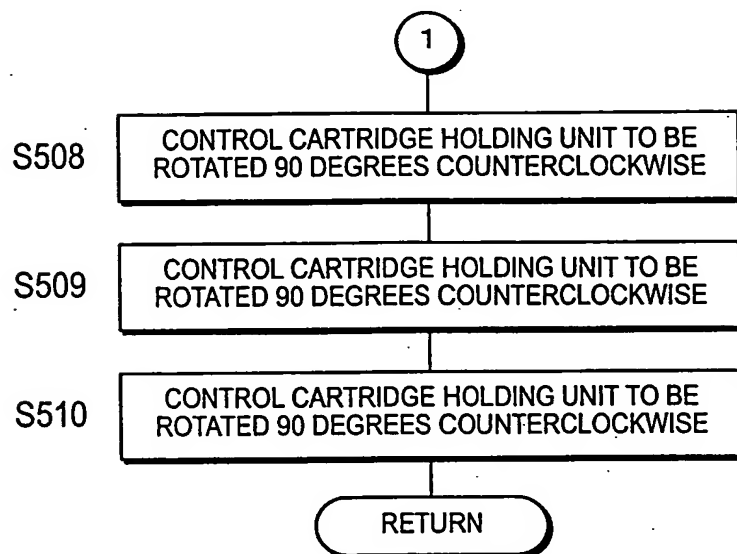 1
S508
CONTROL CARTRIDGE HOLDING UNIT TO BE
ROTATED 90 DEGREES COUNTERCLOCKWISE
S509
CONTROL CARTRIDGE HOLDING UNIT TO BE
ROTATED 90 DEGREES COUNTERCLOCKWISE
S510
CONTROL CARTRIDGE HOLDING UNIT TO BE
ROTATED 90 DEGREES COUNTERCLOCKWISE
RETURN